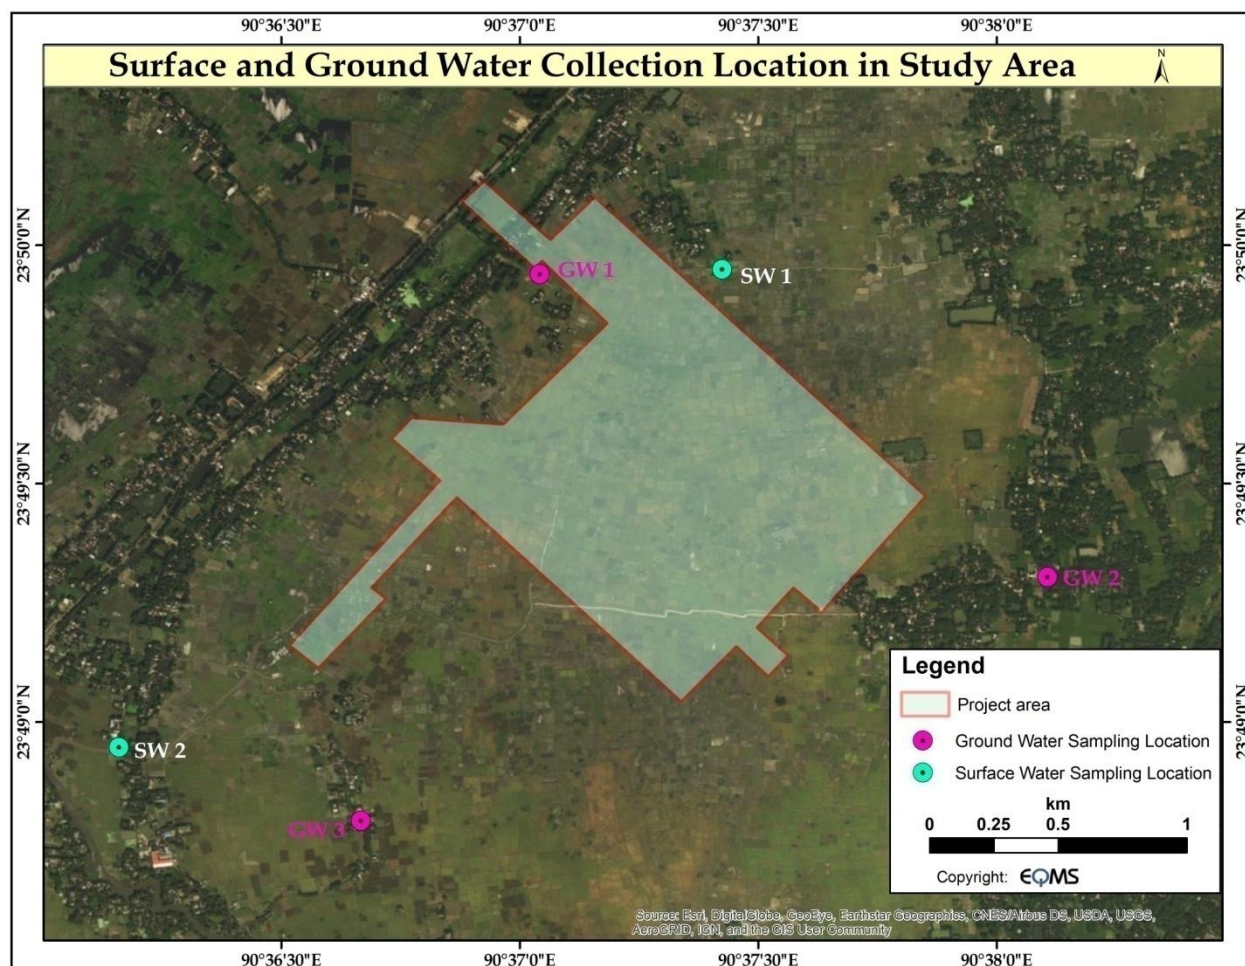 90°36'30"E 90°37'0"E 90°37'30"E 90°38'0"E
Surface and Ground Water Collection Location in Study Area
N
23°50'0"N
23°50'0"N
GW 1
SW 1
23°49'30"N
23°49'30"N
GW 2
23°49'0"N
23°49'0"N
SW 2
GW 3
Legend
Project area
Ground Water Sampling Location
Surface Water Sampling Location
km
0 0.25 0.5 1
Copyright: EQMS
Source: Esri, DigitalGlobe, GeoEye, Earthstar Geographics, CNES/Airbus DS, USDA, USGS,
AeroGRID, IGN, and the GIS User Community
90°36'30"E 90°37'0"E 90°37'30"E 90°38'0"E